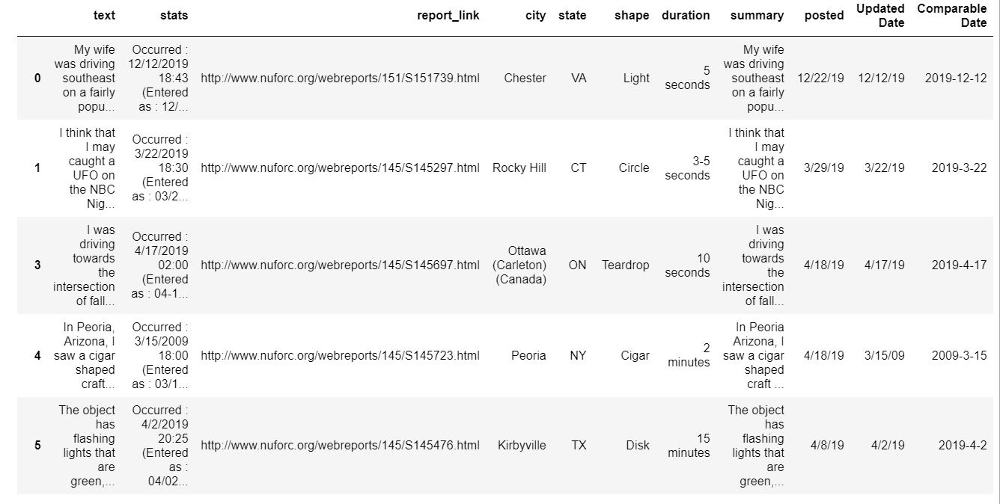 text
stats
report_link
city
state
shape
duration
summary
posted
Updated
Date
Comparable
Date
0
My wife
was driving
southeast
on a fairly
popu...
Occurred :
12/12/2019
18:43
(Entered
as : 12/...
http://www.nuforc.org/webreports/151/S151739.html
Chester
VA
Light
5
seconds
My wife
was driving
southeast
on a fairly
popu...
12/22/19
12/12/19
2019-12-12
1
I think that
I may
caught a
UFO on
the NBC
Nig...
Occurred :
3/22/2019
18:30
(Entered
as : 03/2...
http://www.nuforc.org/webreports/145/S145297.html
Rocky Hill
CT
Circle
3-5
seconds
I think that
I may
caught a
UFO on
the NBC
Nig...
3/29/19
3/22/19
2019-3-22
3
I was
driving
towards
the
intersection
of fall...
Occurred :
4/17/2019
02:00
(Entered
as : 04-1...
http://www.nuforc.org/webreports/145/S145697.html
Ottawa
(Carleton)
(Canada)
ON
Teardrop
10
seconds
I was
driving
towards
the
intersection
of fall...
4/18/19
4/17/19
2019-4-17
4
In Peoria,
Arizona, I
saw a cigar
shaped
craft...
Occurred :
3/15/2009
18:00
(Entered
as : 03/1...
http://www.nuforc.org/webreports/145/S145723.html
Peoria
NY
Cigar
2
minutes
In Peoria
Arizona, I
saw a cigar
shaped
craft ...
4/18/19
3/15/09
2009-3-15
5
The object
has
flashing
lights that
are
green,...
Occurred :
4/2/2019
20:25
(Entered
as :
04/02...
http://www.nuforc.org/webreports/145/S145476.html
Kirbyville
TX
Disk
15
minutes
The object
has
flashing
lights that
are
green,...
4/8/19
4/2/19
2019-4-2